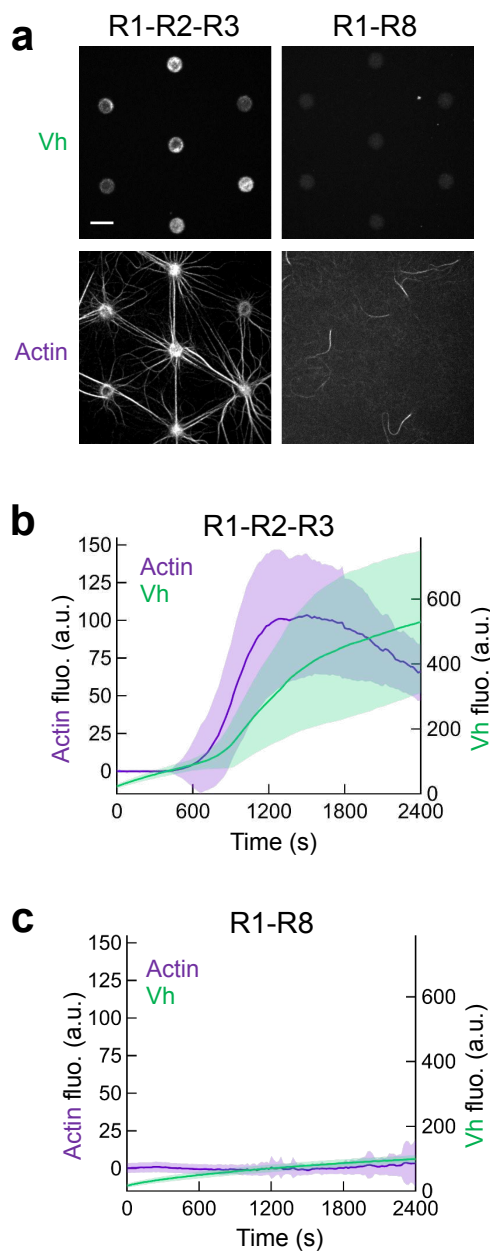 a
R1-R2-R3 R1-R8
Vh
Actin
b
R1-R2-R3
Actin
Vh
150
125
100
75
50
25
0
Actin fluo. (a.u.)
600
400
200
0
Vh fluo. (a.u.)
0 600 1200 1800 2400
Time (s)
c
R1-R8
Actin
Vh
150
125
100
75
50
25
0
Actin fluo. (a.u.)
600
400
200
0
Vh fluo. (a.u.)
0 600 1200 1800 2400
Time (s)